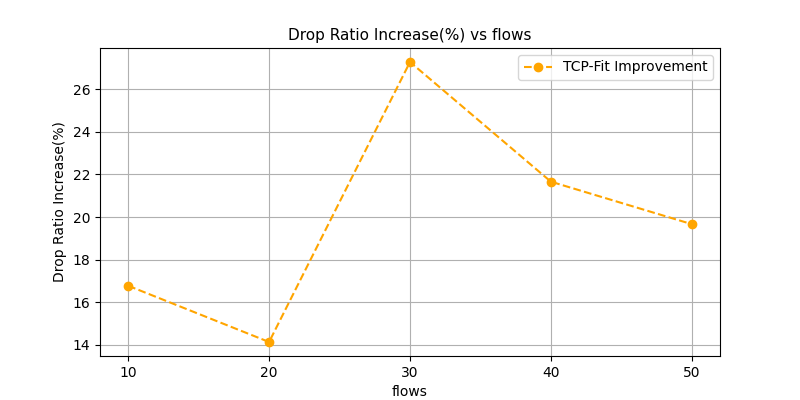 Drop Ratio Increase(%) vs flows
TCP-Fit Improvement
Drop Ratio Increase(%)
26
24
22
20
18
16
14
10 20 30 40 50
flows